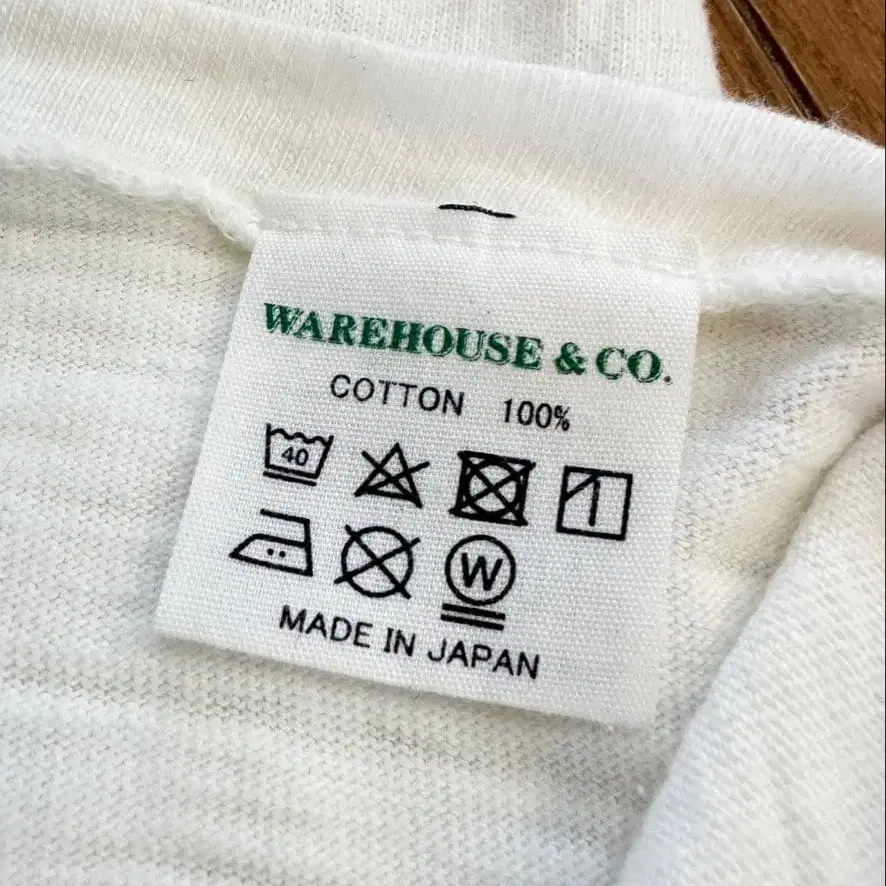 WAREHOUSE & CO.
COTTON 100%
40
W
MADE IN JAPAN